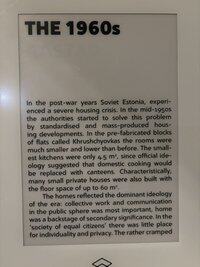 THE 1960s
In the post-war years Soviet Estonia, experi-
enced a severe housing crisis. In the mid-1950s
the authorities started to solve this problem
by standardised and mass-produced hous-
ing developments. In the pre-fabricated blocks
of flats called Khrushchyovkas the rooms were
much smaller and lower than before. The small-
est kitchens were only 4.5 m², since official ide-
ology suggested that domestic cooking would
be replaced with canteens. Characteristically,
many small private houses were also built with
the floor space of up to 60 m².
The homes reflected the dominant ideology
of the era: collective work and communication
in the public sphere was most important, home
was a backstage of secondary significance. In the
'society of equal citizens' there was little place
for individuality and privacy. The rather cramped